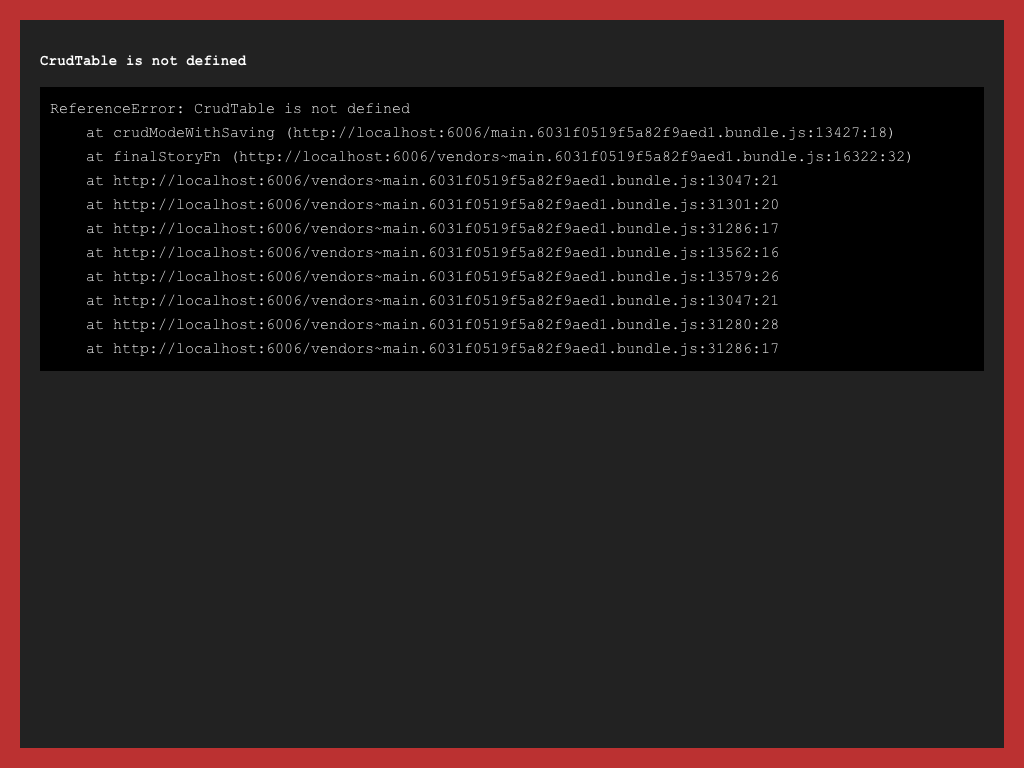 CrudTable is not defined
ReferenceError: CrudTable is not defined
at crudModeWithSaving (http://localhost:6006/main.6031f0519f5a82f9aed1.bundle.js:13427:18)
at finalStoryFn (http://localhost:6006/vendors~main.6031f0519f5a82f9aed1.bundle.js:16322:32)
at http://localhost:6006/vendors~main.6031f0519f5a82f9aed1.bundle.js:13047:21
at http://localhost:6006/vendors~main.6031f0519f5a82f9aed1.bundle.js:31301:20
at http://localhost:6006/vendors~main.6031f0519f5a82f9aed1.bundle.js:31286:17
at http://localhost:6006/vendors~main.6031f0519f5a82f9aed1.bundle.js:13562:16
at http://localhost:6006/vendors~main.6031f0519f5a82f9aed1.bundle.js:13579:26
at http://localhost:6006/vendors~main.6031f0519f5a82f9aed1.bundle.js:13047:21
at http://localhost:6006/vendors~main.6031f0519f5a82f9aed1.bundle.js:31280:28
at http://localhost:6006/vendors~main.6031f0519f5a82f9aed1.bundle.js:31286:17